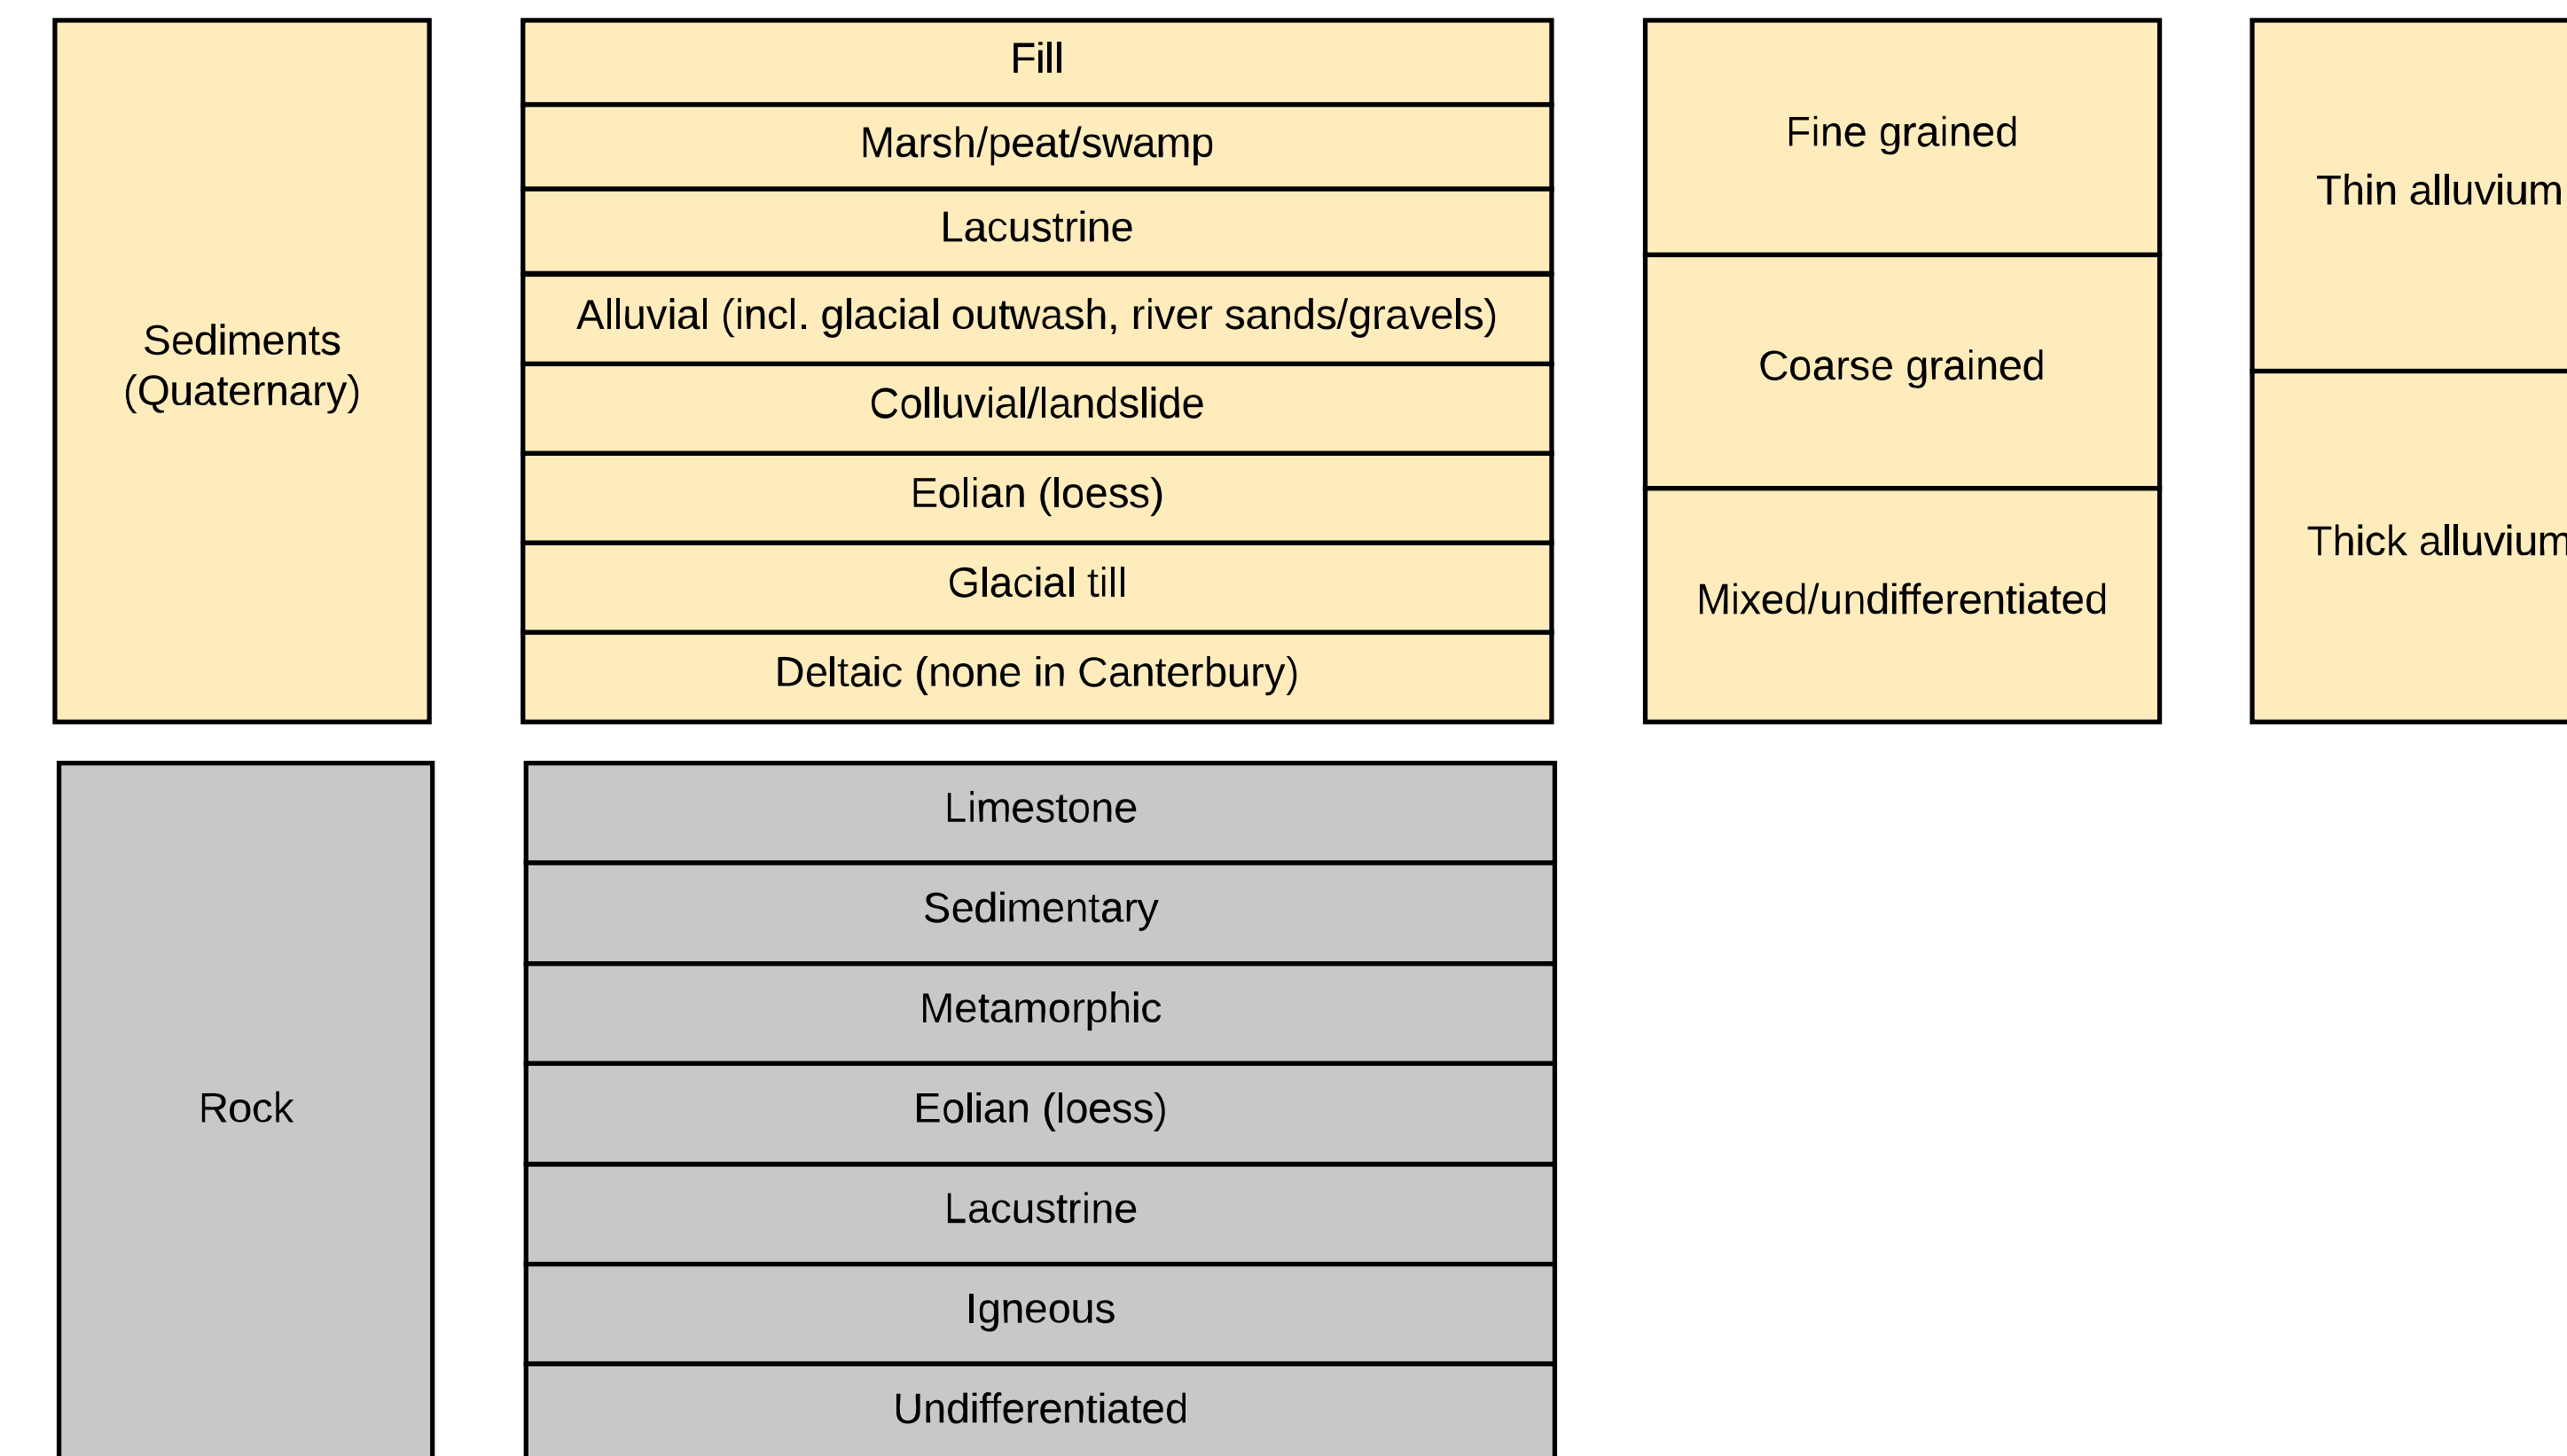 Sediments
(Quaternary)
Fill
Marsh/peat/swamp
Lacustrine
Alluvial (incl. glacial outwash, river sands/gravels)
Colluvial/landslide
Eolian (loess)
Glacial till
Deltaic (none in Canterbury)
Fine grained
Coarse grained
Mixed/undifferentiated
Thin alluvium
Thick alluvium
Rock
Limestone
Sedimentary
Metamorphic
Eolian (loess)
Lacustrine
Igneous
Undifferentiated